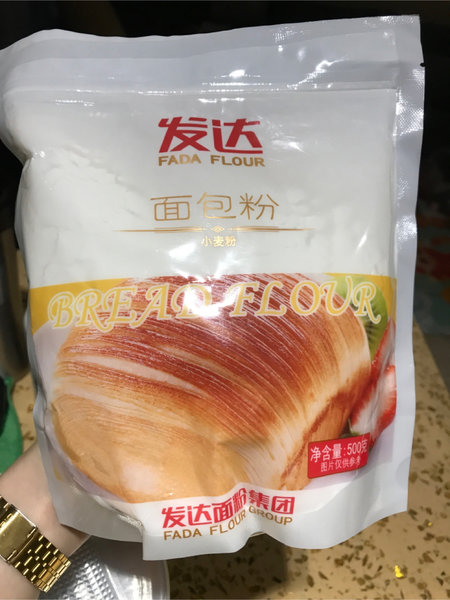 发达
FADA FLOUR
面包粉
小麦粉
BREAD FLOUR
净含量:500克
图片仅供参考
发达面粉集团
FADA FLOUR GROUP